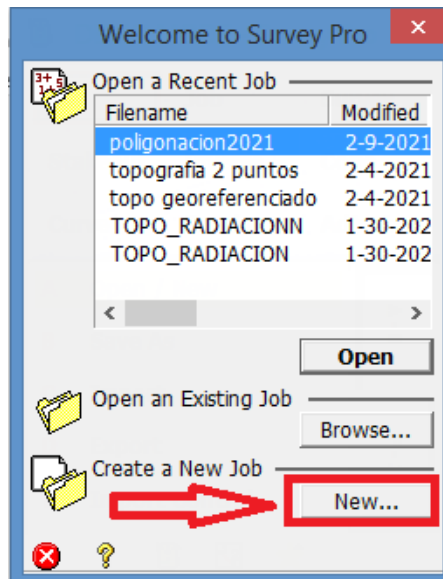 Welcome to Survey Pro
Open a Recent Job
Filename Modified
poligonacion2021 2-9-2021
topografia 2 puntos 2-4-2021
topo georeferenciado 2-4-2021
TOPO_RADIACIONN 1-30-202
TOPO_RADIACION 1-30-202
Open
Open an Existing Job
Browse...
Create a New Job
New...